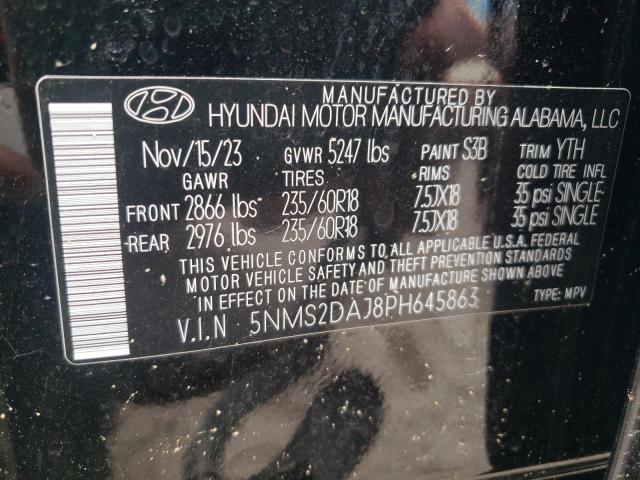 MANUFACTURED BY
HYUNDAI MOTOR MANUFACTURING ALABAMA, LLC
Nov/15/23 GVWR 5247 lbs PAINT S3B TRIM YTH
GAWR TIRES RIMS COLD TIRE INFL
FRONT 2866 lbs 235/60R18 7.5JX18 35 psi SINGLE
REAR 2976 lbs 235/60R18 7.5JX18 35 psi SINGLE
THIS VEHICLE CONFORMS TO ALL APPLICABLE U.S.A. FEDERAL
MOTOR VEHICLE SAFETY AND THEFT PREVENTION STANDARDS
IN EFFECT ON THE DATE OF MANUFACTURE SHOWN ABOVE
V.I.N 5NMS2DAJ8PH645863 TYPE: MPV